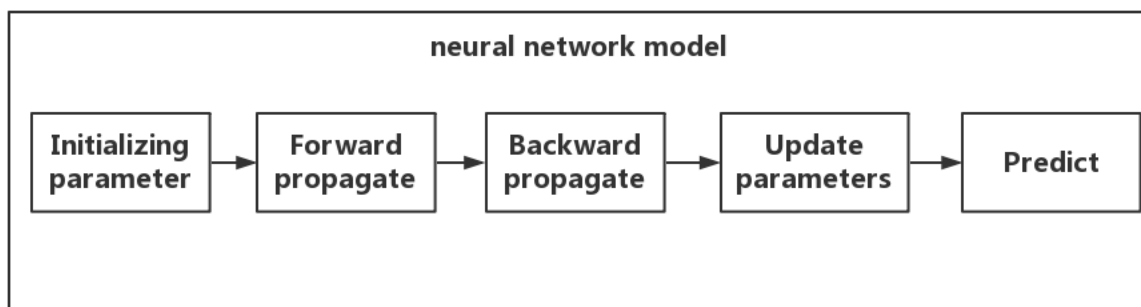 neural network model
Initializing
parameter
Forward
propagate
Backward
propagate
Update
parameters
Predict